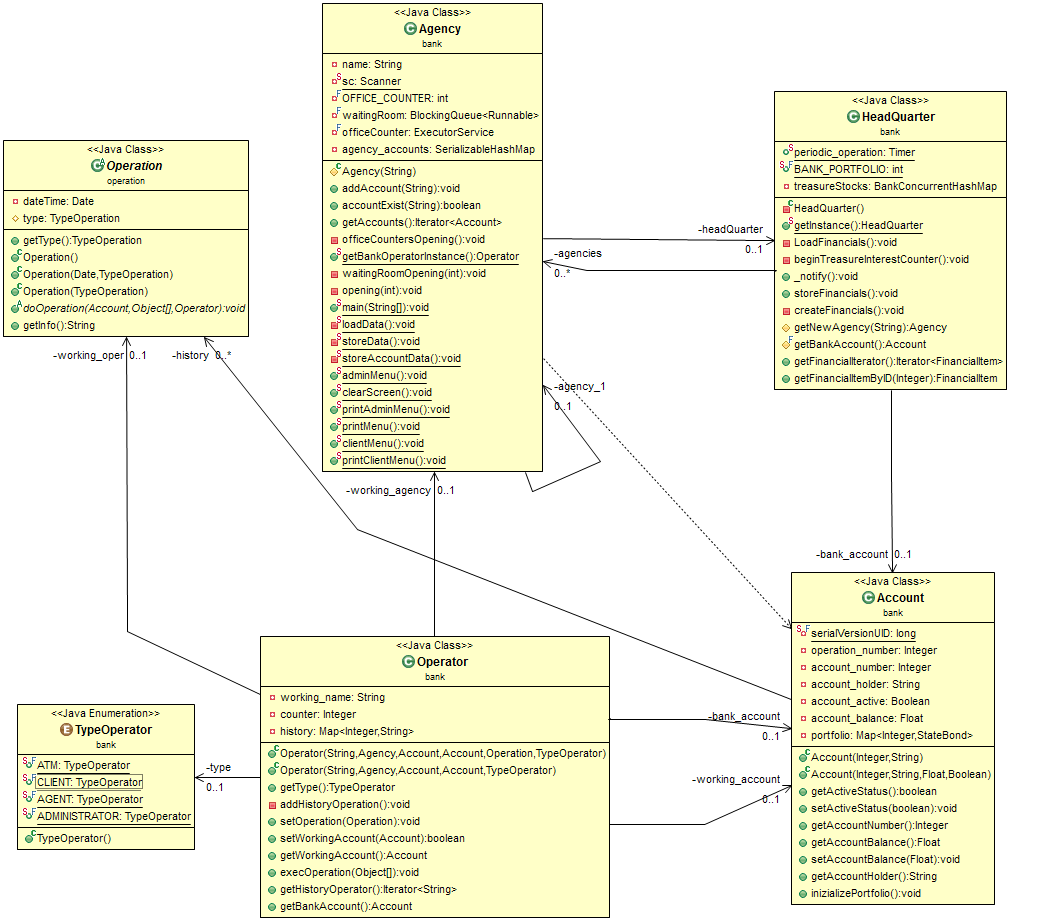 <<Java Class>>
Agency
bank
name: String
sc: Scanner
OFFICE_COUNTER: int
waitingRoom: BlockingQueue<Runnable>
officeCounter: ExecutorService
agency_accounts: SerializableHashMap
Agency(String)
addAccount(String):void
accountExist(String):boolean
getAccounts():Iterator<Account>
officeCountersOpening():void
getBankOperatorInstance():Operator
waitingRoomOpening(int):void
opening(int):void
main(String[]):void
loadData():void
storeData():void
storeAccountData():void
adminMenu():void
clearScreen():void
printAdminMenu():void
printMenu():void
clientMenu():void
printClientMenu():void
<<Java Class>>
HeadQuarter
bank
periodic_operation: Timer
BANK_PORTFOLIO: int
treasureStocks: BankConcurrentHashMap
HeadQuarter()
getInstance():HeadQuarter
LoadFinancials():void
beginTreasureInterestCounter():void
_notify():void
storeFinancials():void
createFinancials():void
getNewAgency(String):Agency
getBankAccount():Account
getFinancialIterator():Iterator<FinancialItem>
getFinancialItemByID(Integer):FinancialItem
<<Java Class>>
Operation
operation
dateTime: Date
type: TypeOperation
getType():TypeOperation
Operation()
Operation(Date,TypeOperation)
Operation(TypeOperation)
doOperation(Account,Object[],Operator):void
getInfo():String
-headQuarter
0..1
-agencies
0..*
-working_oper 0..1
-history 0..*
-agency_1
0..1
-working_agency 0..1
-bank_account 0..1
<<Java Class>>
Account
bank
serialVersionUID: long
operation_number: Integer
account_number: Integer
account_holder: String
account_active: Boolean
account_balance: Float
portfolio: Map<Integer,StateBond>
Account(Integer,String)
Account(Integer,String,Float,Boolean)
getActiveStatus():boolean
setActiveStatus(boolean):void
getAccountNumber():Integer
getAccountBalance():Float
setAccountBalance(Float):void
getAccountHolder():String
inizializePortfolio():void
<<Java Class>>
Operator
bank
working_name: String
counter: Integer
history: Map<Integer,String>
Operator(String,Agency,Account,Account,Operation,TypeOperator)
Operator(String,Agency,Account,Account,TypeOperator)
getType():TypeOperator
addHistoryOperation():void
setOperation(Operation):void
setWorkingAccount(Account):boolean
getWorkingAccount():Account
execOperation(Object[]):void
getHistoryOperator():Iterator<String>
getBankAccount():Account
-bank_account
0..1
-working_account
0..1
-type
0..1
<<Java Enumeration>>
TypeOperator
bank
ATM: TypeOperator
CLIENT: TypeOperator
AGENT: TypeOperator
ADMINISTRATOR: TypeOperator
TypeOperator()